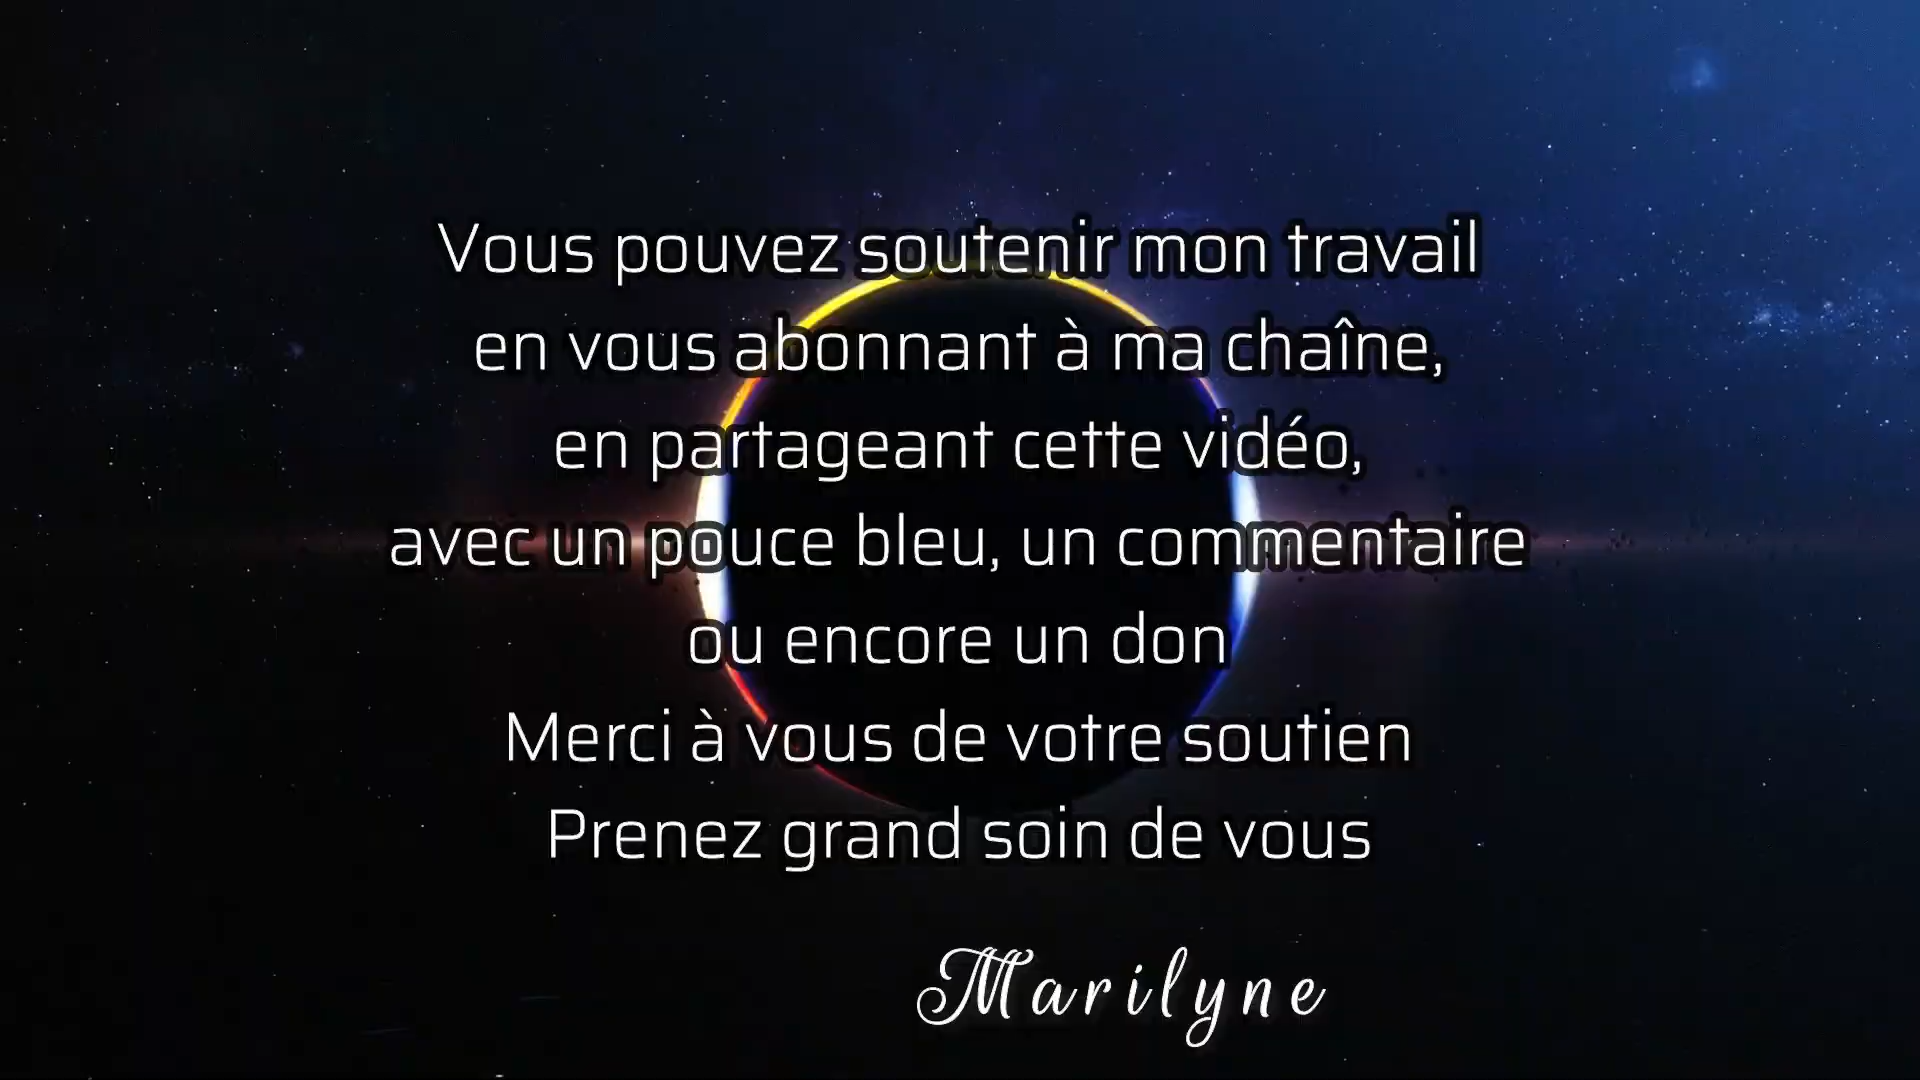 Vous pouvez soutenir mon travail
en vous abonnant à ma chaîne,
en partageant cette vidéo,
avec un pouce bleu, un commentaire
ou encore un don
Merci à vous de votre soutien
Prenez grand soin de vous
Marilyne